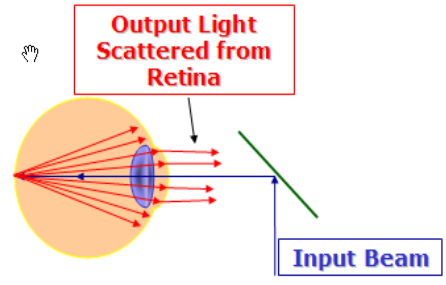 Output Light
Scattered from
Retina
Input Beam